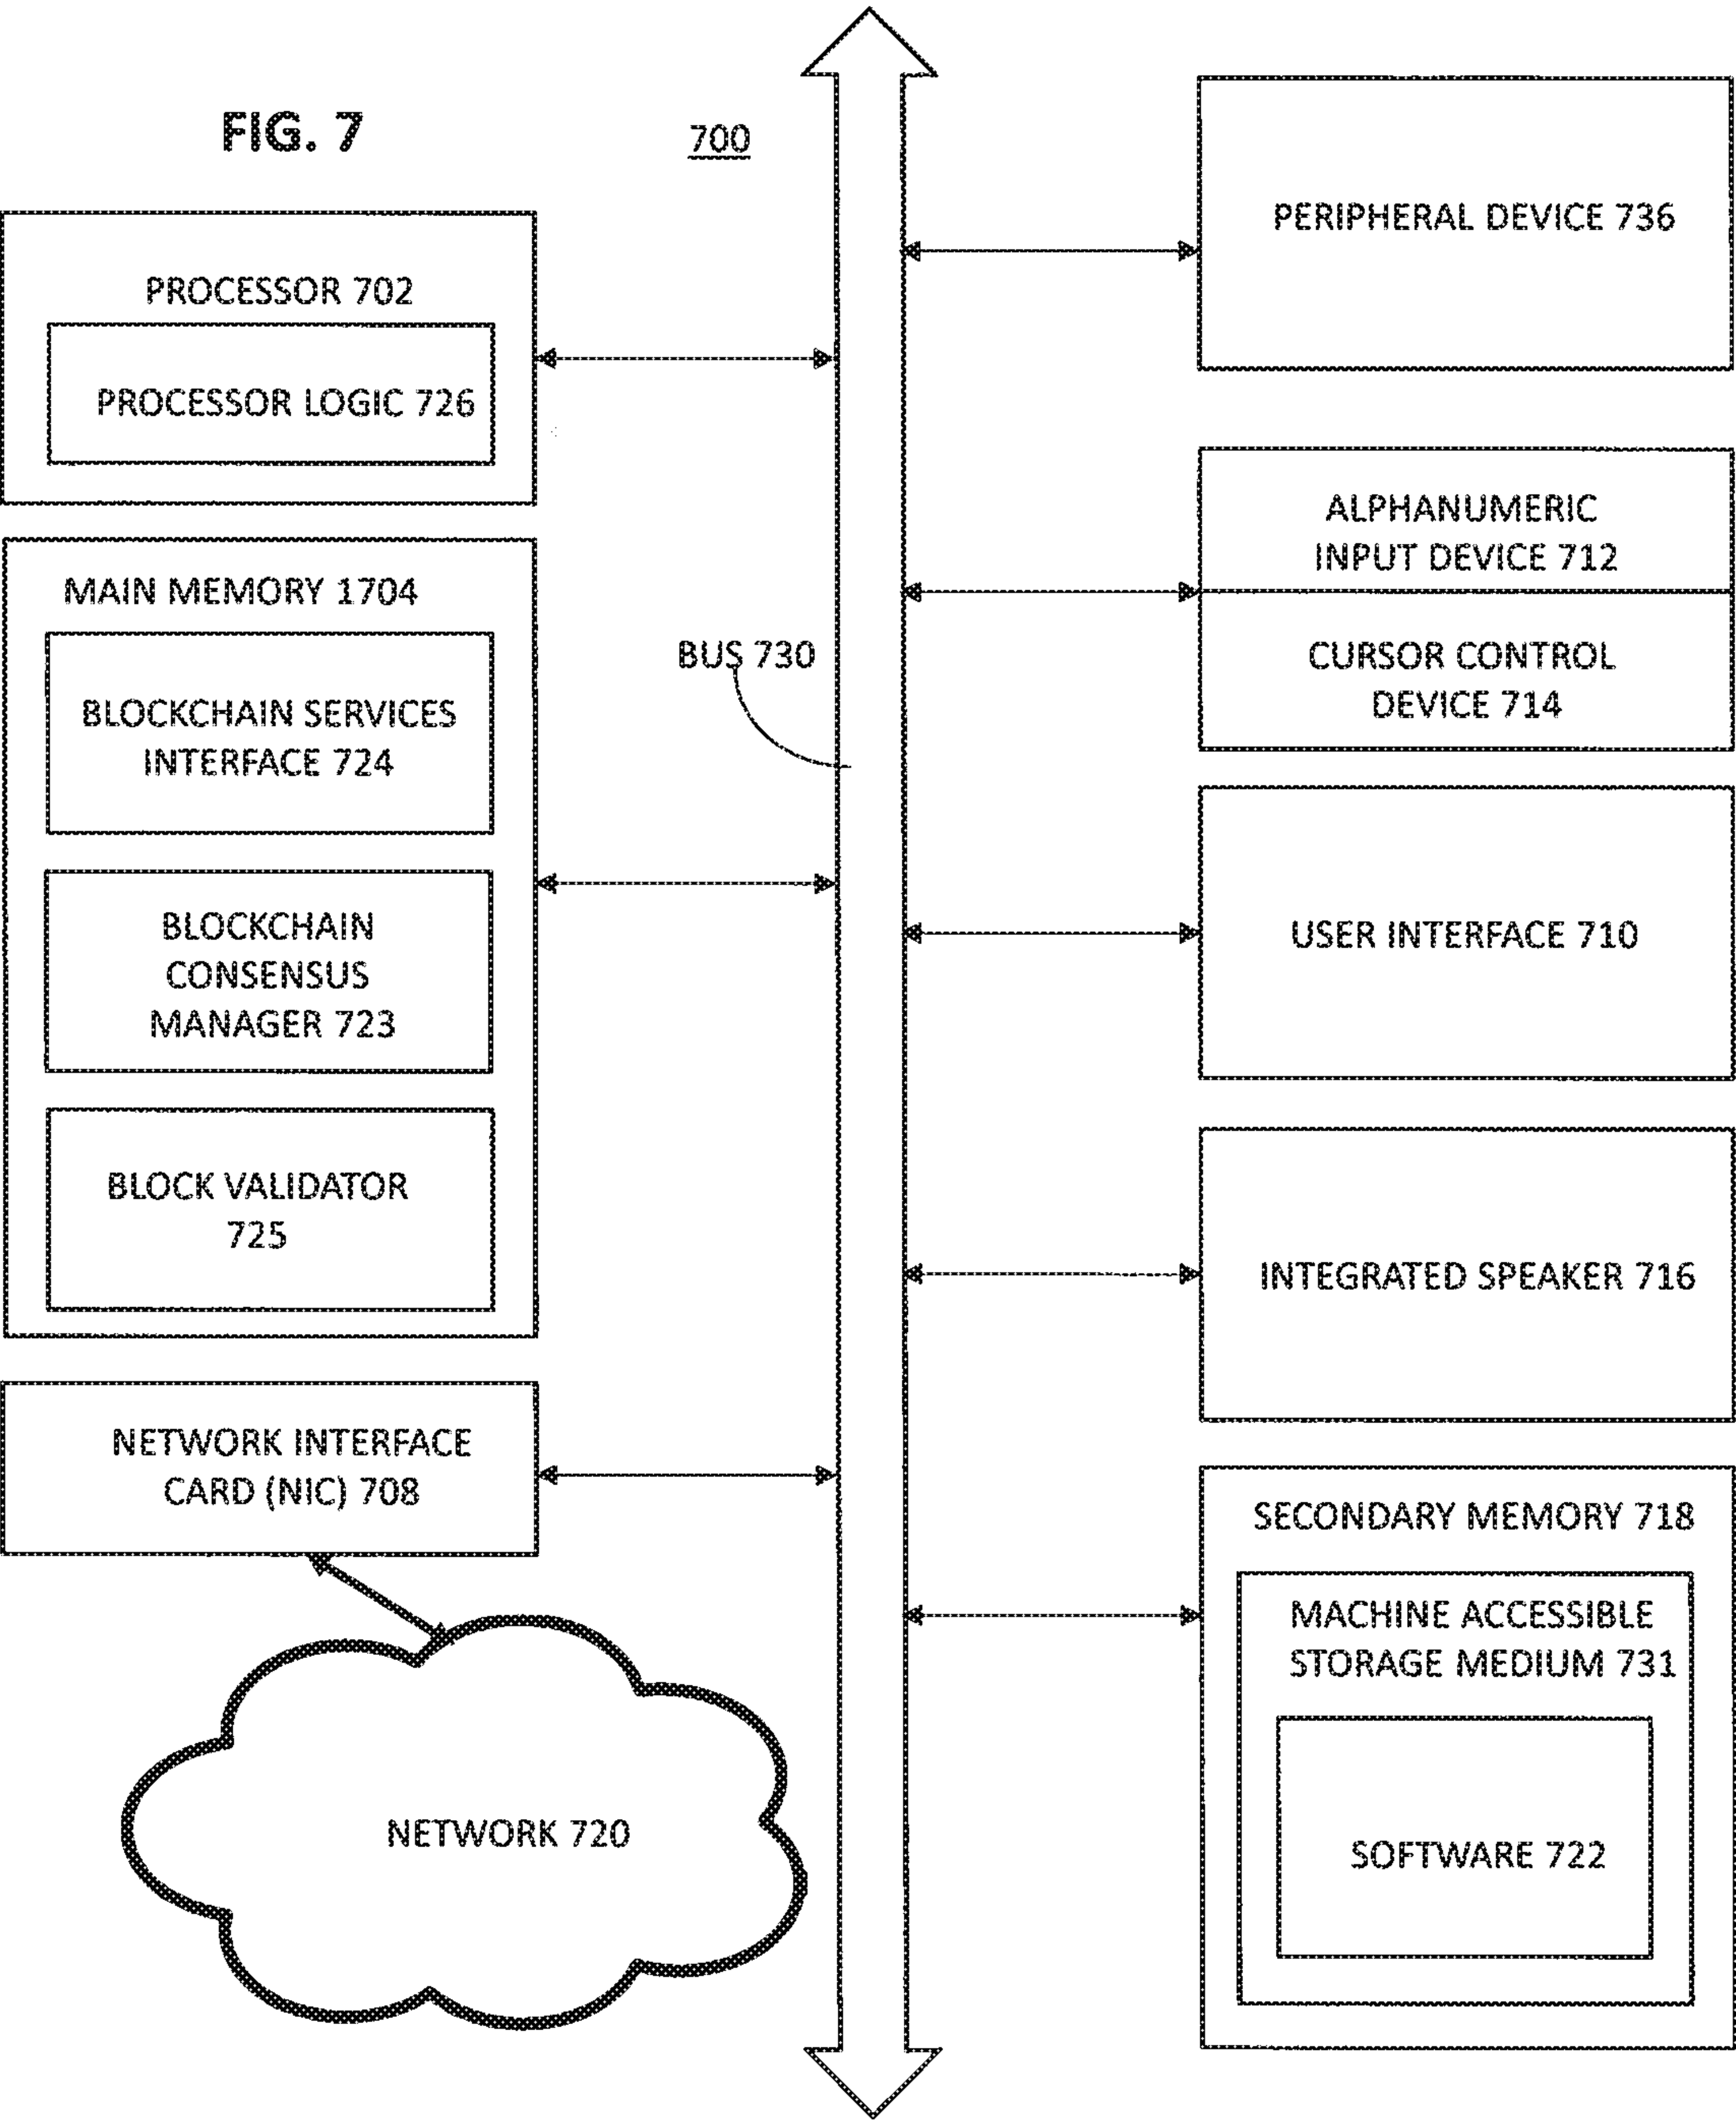 FIG. 7
700
PROCESSOR 702
PROCESSOR LOGIC 726
MAIN MEMORY 1704
BLOCKCHAIN SERVICES
INTERFACE 724
BLOCKCHAIN
CONSENSUS
MANAGER 723
BLOCK VALIDATOR
725
NETWORK INTERFACE
CARD (NIC) 708
NETWORK 720
BUS 730
PERIPHERAL DEVICE 736
ALPHANUMERIC
INPUT DEVICE 712
CURSOR CONTROL
DEVICE 714
USER INTERFACE 710
INTEGRATED SPEAKER 716
SECONDARY MEMORY 718
MACHINE ACCESSIBLE
STORAGE MEDIUM 731
SOFTWARE 722